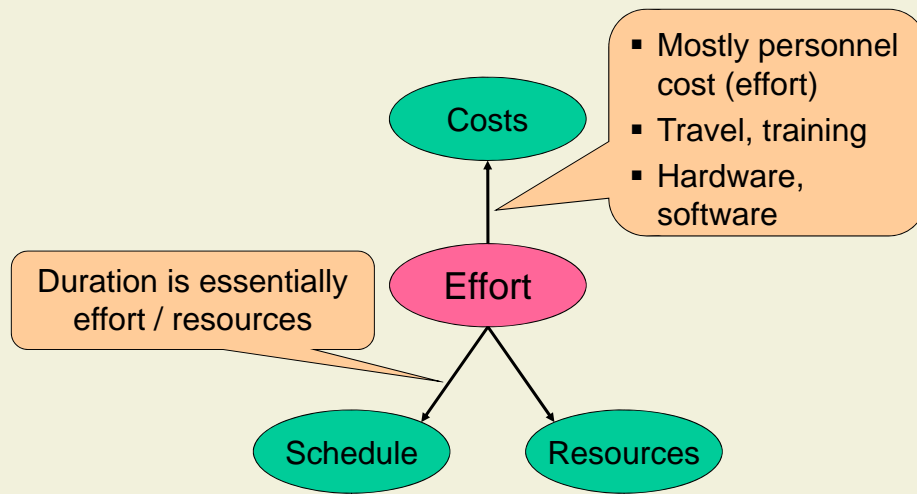 ▪ Mostly personnel
cost (effort)
▪ Travel, training
▪ Hardware,
software
Costs
Effort
Duration is essentially
effort / resources
Schedule
Resources